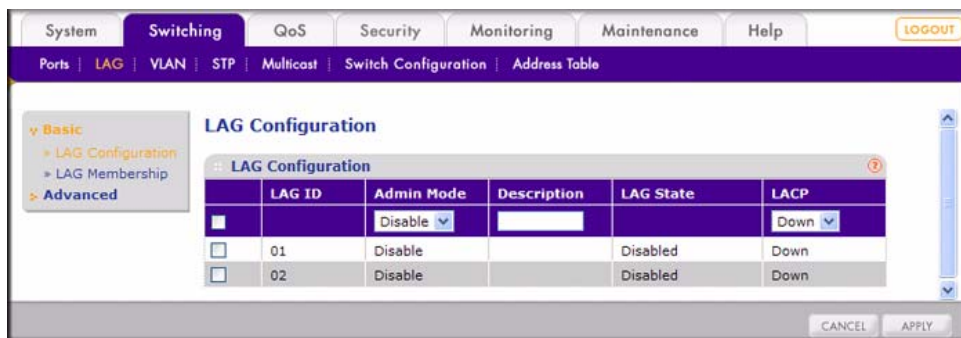 System Switching QoS Security Monitoring Maintenance Help LOGOUT
Ports LAG VLAN STP Multicast Switch Configuration Address Table
Basic
LAG Configuration
LAG Membership
Advanced
LAG Configuration
LAG Configuration ?
LAG ID Admin Mode Description LAG State LACP
Disable Down
01 Disable Disabled Down
02 Disable Disabled Down
CANCEL APPLY